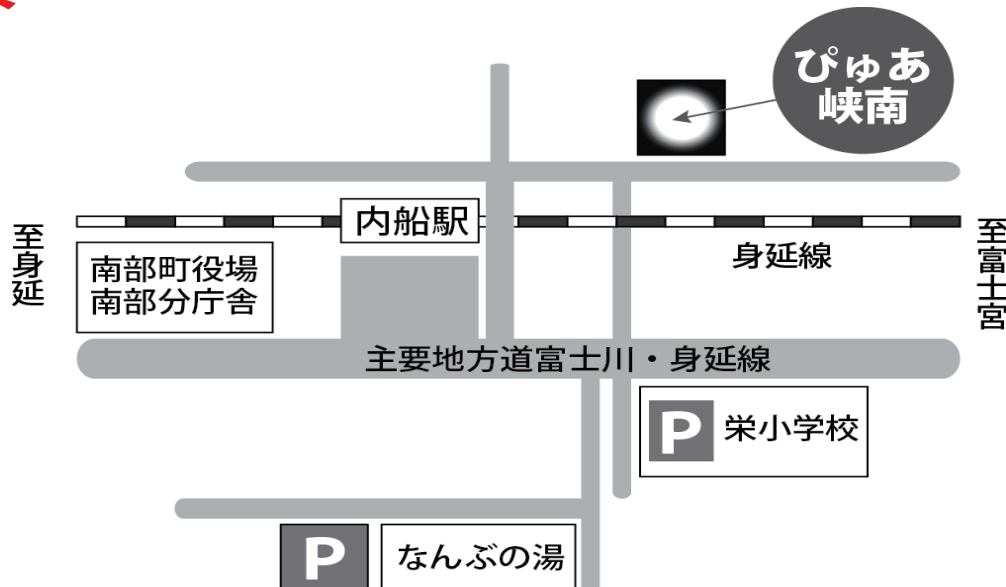 ぴゅあ
峡南
内船駅
至身延
南部町役場
南部分庁舎
身延線
至富士宮
主要地方道富士川・身延線
P 栄小学校
P なんぶの湯